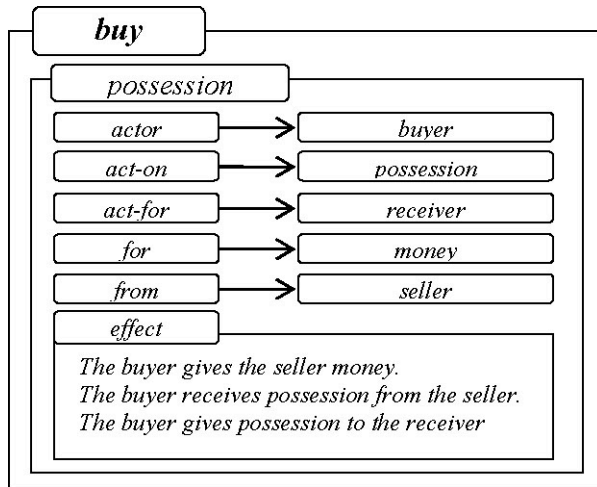 buy
possession
actor buyer
act-on possession
act-for receiver
for money
from seller
effect
The buyer gives the seller money.
The buyer receives possession from the seller.
The buyer gives possession to the receiver